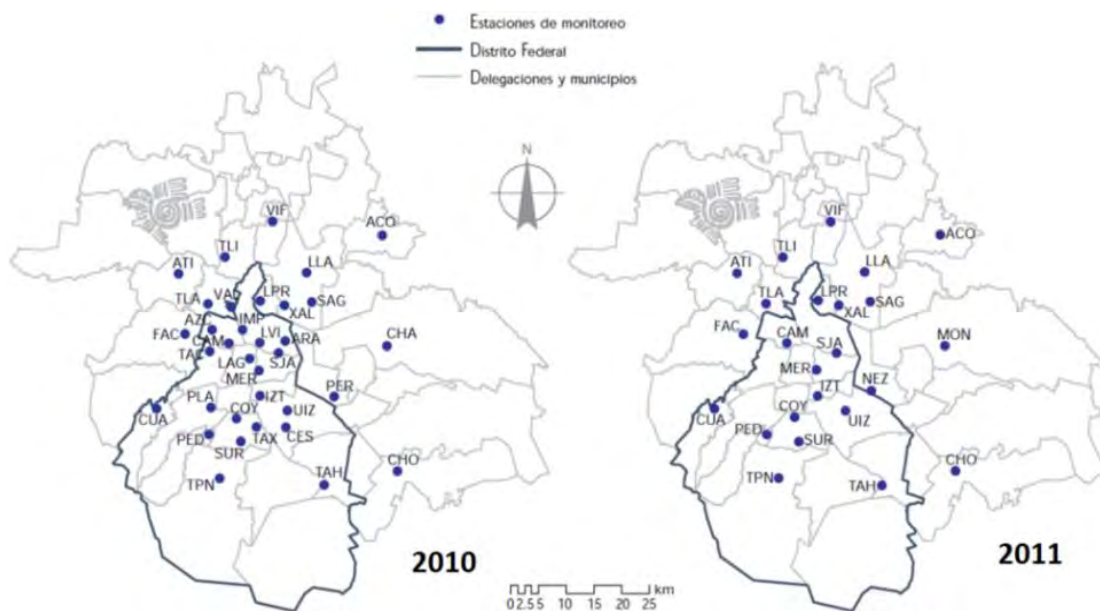 Estaciones de monitoreo
Distrito Federal
Delegaciones y municipios
N
VIF
ACO
TLI
ATI
LLA
TLA
VAL
LPR
SAG
XAL
AZC
IMP
FAC
CAM
LVI
ARA
CHA
TAC
LAG
SJA
MER
PER
PLA
IZT
CUA
COY
UIZ
PED
TAX
CES
SUR
CHO
TPN
TAH
2010
VIF
ACO
TLI
ATI
LLA
TLA
LPR
SAG
XAL
FAC
CAM
MON
SJA
MER
NEZ
IZT
CUA
COY
UIZ
PED
SUR
CHO
TPN
TAH
2011
km
0 2.5 5 10 15 20 25